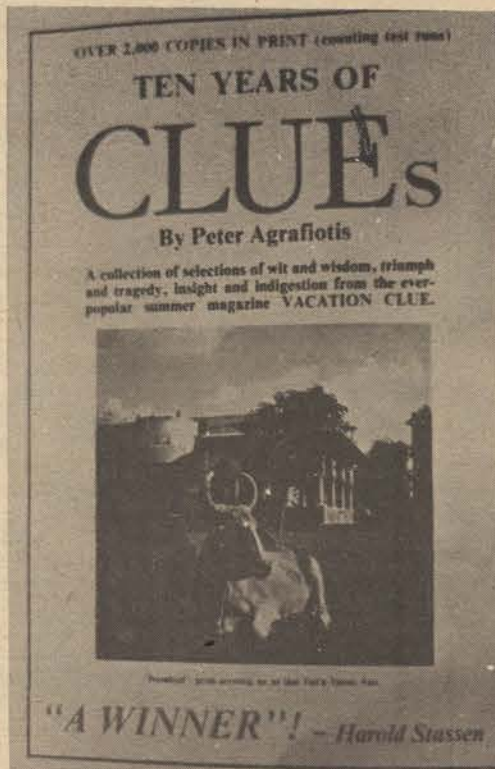 OVER 2,000 COPIES IN PRINT (counting test runs)
TEN YEARS OF
CLUEs
By Peter Agrafiotis
A collection of selections of wit and wisdom, triumph
and tragedy, insight and indigestion from the ever-
popular summer magazine VACATION CLUE.
"A WINNER"! – Harold Stassen